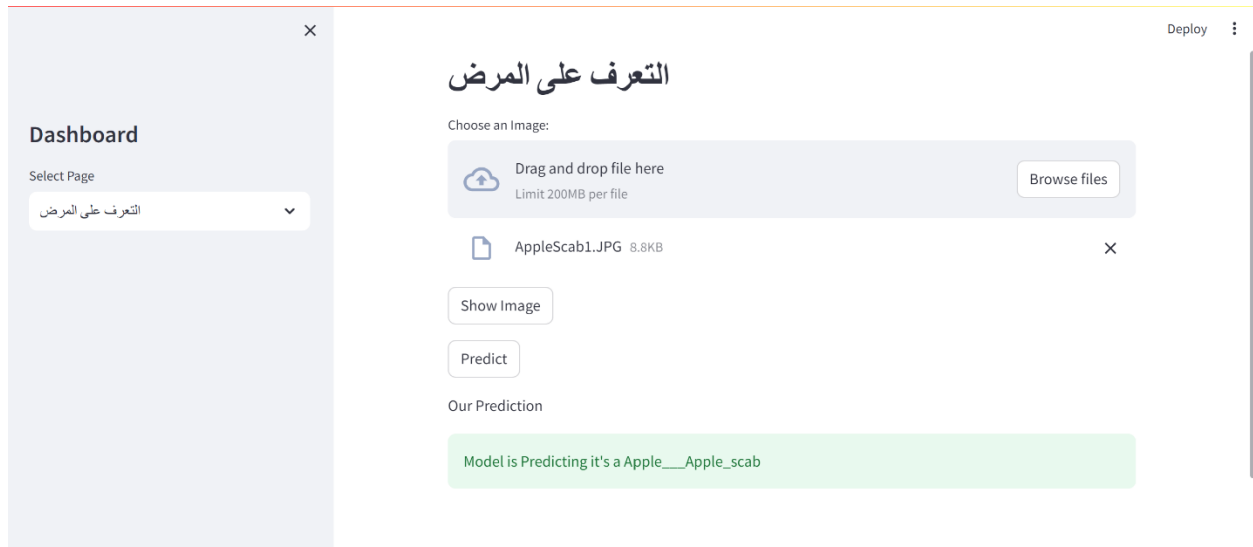 Deploy
Dashboard
Select Page
التعرف على المرض
التعرف على المرض
Choose an Image:
Drag and drop file here
Limit 200MB per file
Browse files
AppleScab1.JPG 8.8KB
Show Image
Predict
Our Prediction
Model is Predicting it's a Apple___Apple_scab